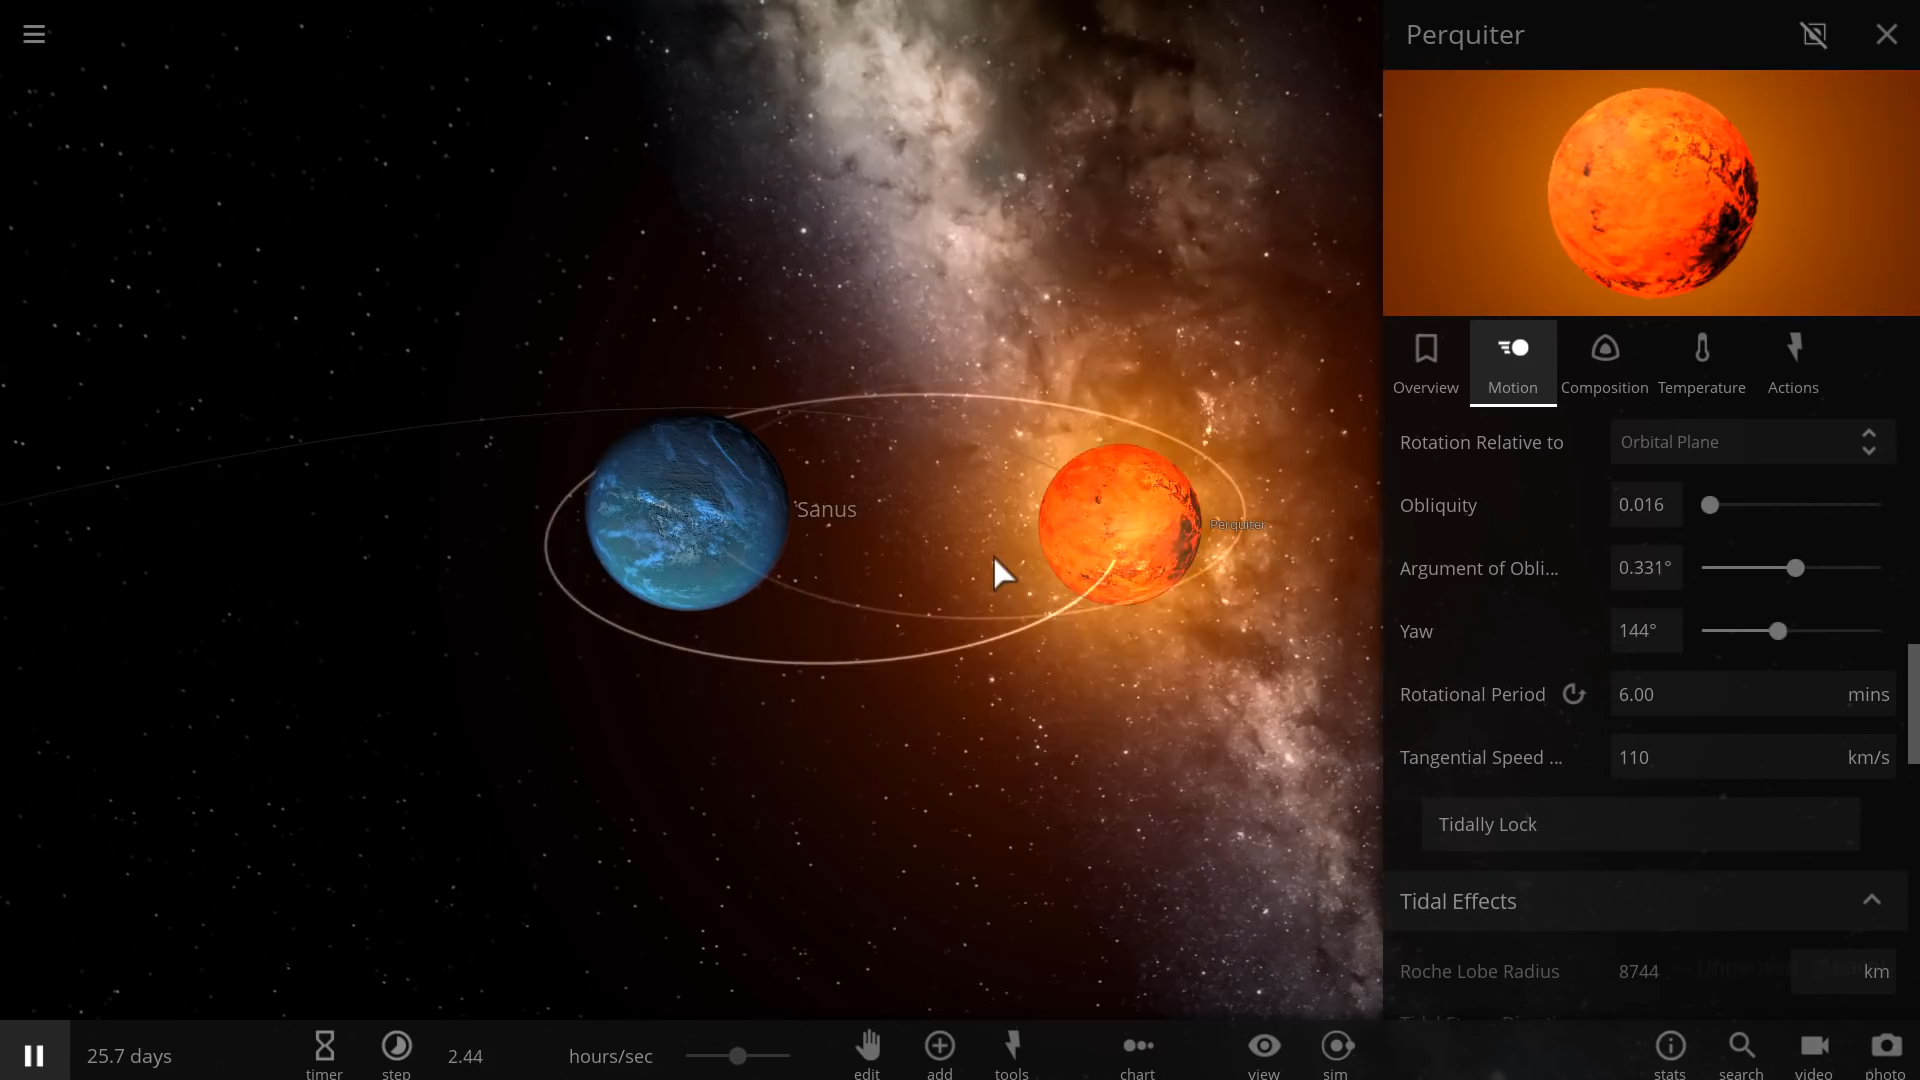 Perquiter
Overview Motion Composition Temperature Actions
Rotation Relative to Orbital Plane
Obliquity 0.016
Argument of Obli... 0.331°
Yaw 144°
Rotational Period 6.00 mins
Tangential Speed ... 110 km/s
Tidally Lock
Tidal Effects
Roche Lobe Radius 8744 km
Sanus
Perquiter
25.7 days timer step 2.44 hours/sec edit add tools chart view sim stats search video photo